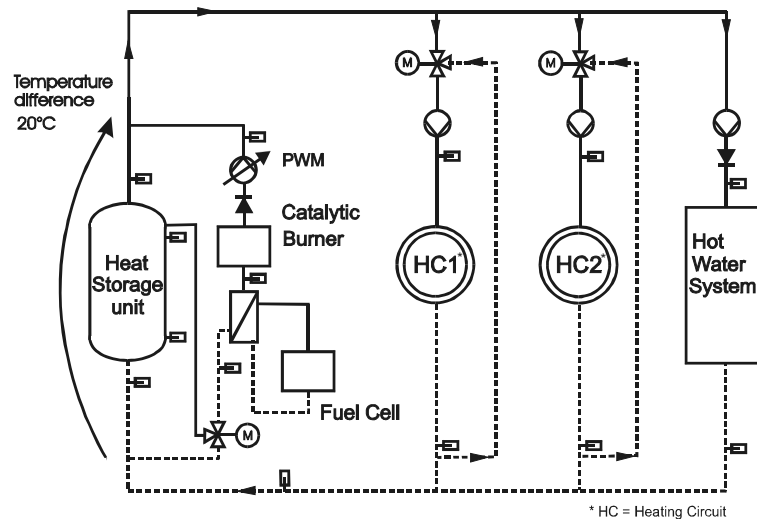 Temperature
difference
20°C
M
M
PWM
Catalytic
Burner
Heat
Storage
unit
HC1*
HC2*
Hot
Water
System
Fuel Cell
M
* HC = Heating Circuit